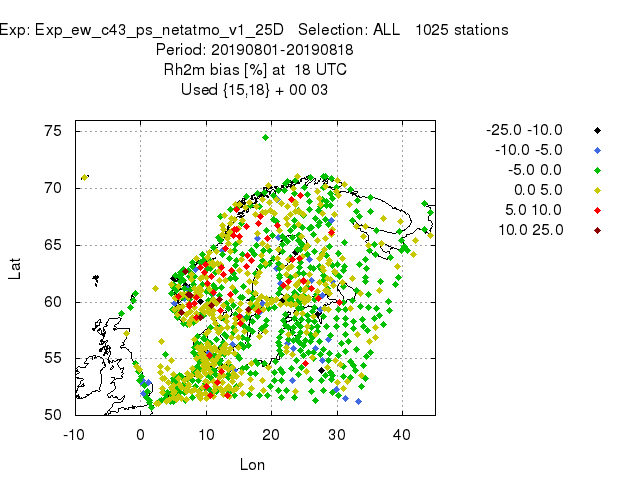 Exp: Exp_ew_c43_ps_netatmo_v1_25D   Selection: ALL   1025 stations
Period: 20190801-20190818
Rh2m bias [%] at  18 UTC
Used {15,18} + 00 03
-25.0 -10.0
-10.0 -5.0
-5.0 0.0
0.0 5.0
5.0 10.0
10.0 25.0
75
70
65
60
55
50
Lat
-10 0 10 20 30 40
Lon